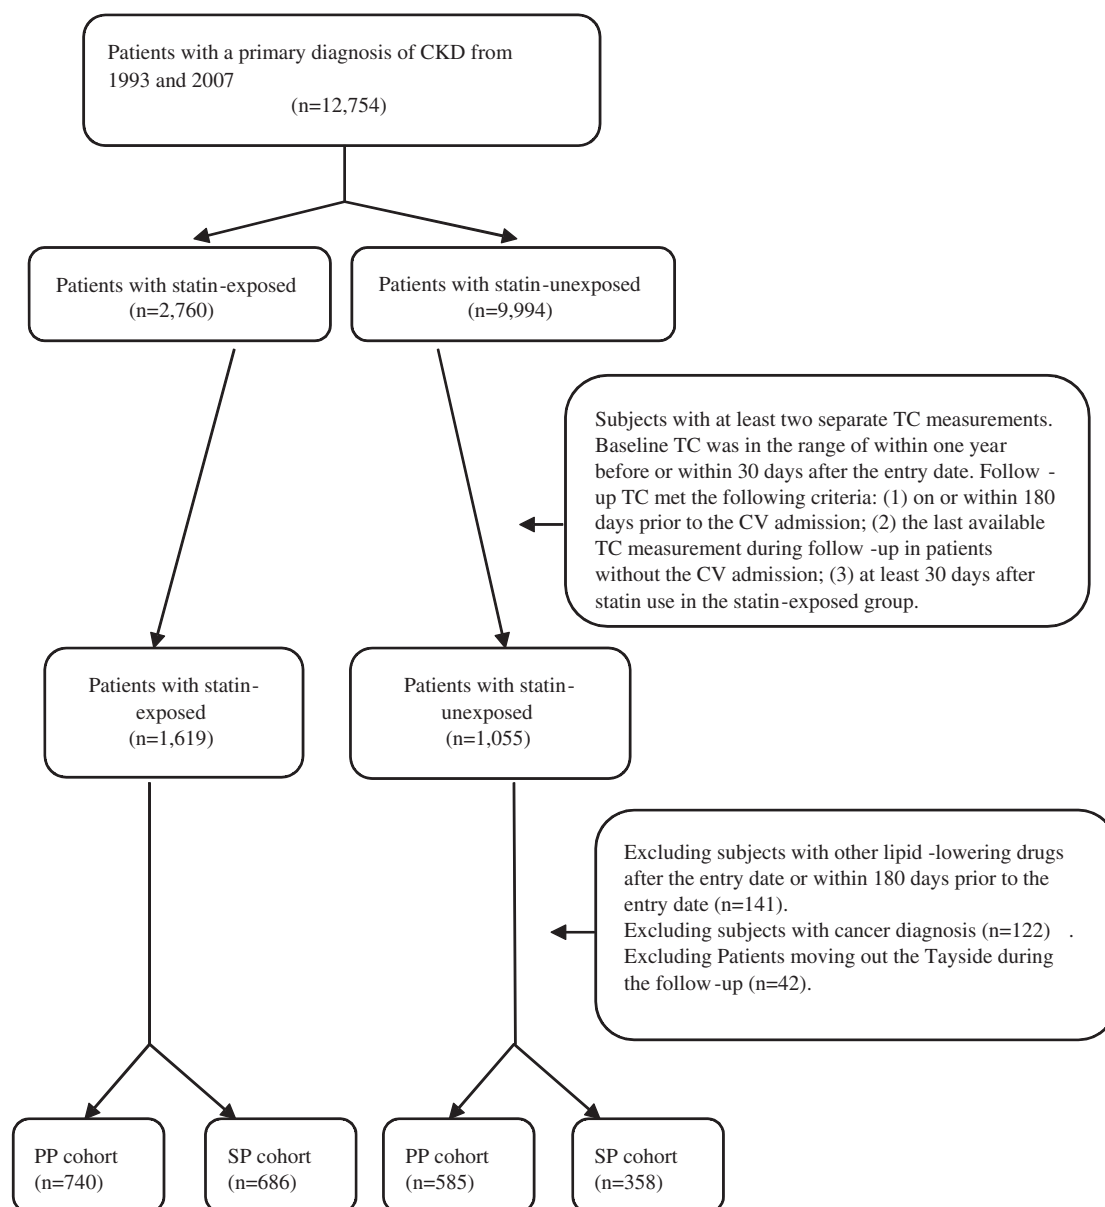 Patients with a primary diagnosis of CKD from
1993 and 2007
(n=12,754)
Patients with statin-exposed
(n=2,760)
Patients with statin-unexposed
(n=9,994)
Subjects with at least two separate TC measurements.
Baseline TC was in the range of within one year
before or within 30 days after the entry date. Follow -
up TC met the following criteria: (1) on or within 180
days prior to the CV admission; (2) the last available
TC measurement during follow -up in patients
without the CV admission; (3) at least 30 days after
statin use in the statin-exposed group.
Patients with statin-
exposed
(n=1,619)
Patients with statin-
unexposed
(n=1,055)
Excluding subjects with other lipid -lowering drugs
after the entry date or within 180 days prior to the
entry date (n=141).
Excluding subjects with cancer diagnosis (n=122) .
Excluding Patients moving out the Tayside during
the follow-up (n=42).
PP cohort
(n=740)
SP cohort
(n=686)
PP cohort
(n=585)
SP cohort
(n=358)